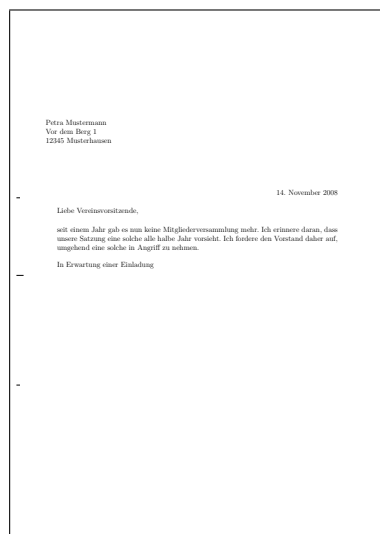 Petra Mustermann
Vor dem Berg 1
12345 Musterhausen
14. November 2008
Liebe Vereinsvorsitzende,
seit einem Jahr gab es nun keine Mitgliederversammlung mehr. Ich erinnere daran, dass
unsere Satzung eine solche alle halbe Jahr vorsieht. Ich fordere den Vorstand daher auf,
umgehend eine solche in Angriff zu nehmen.
In Erwartung einer Einladung